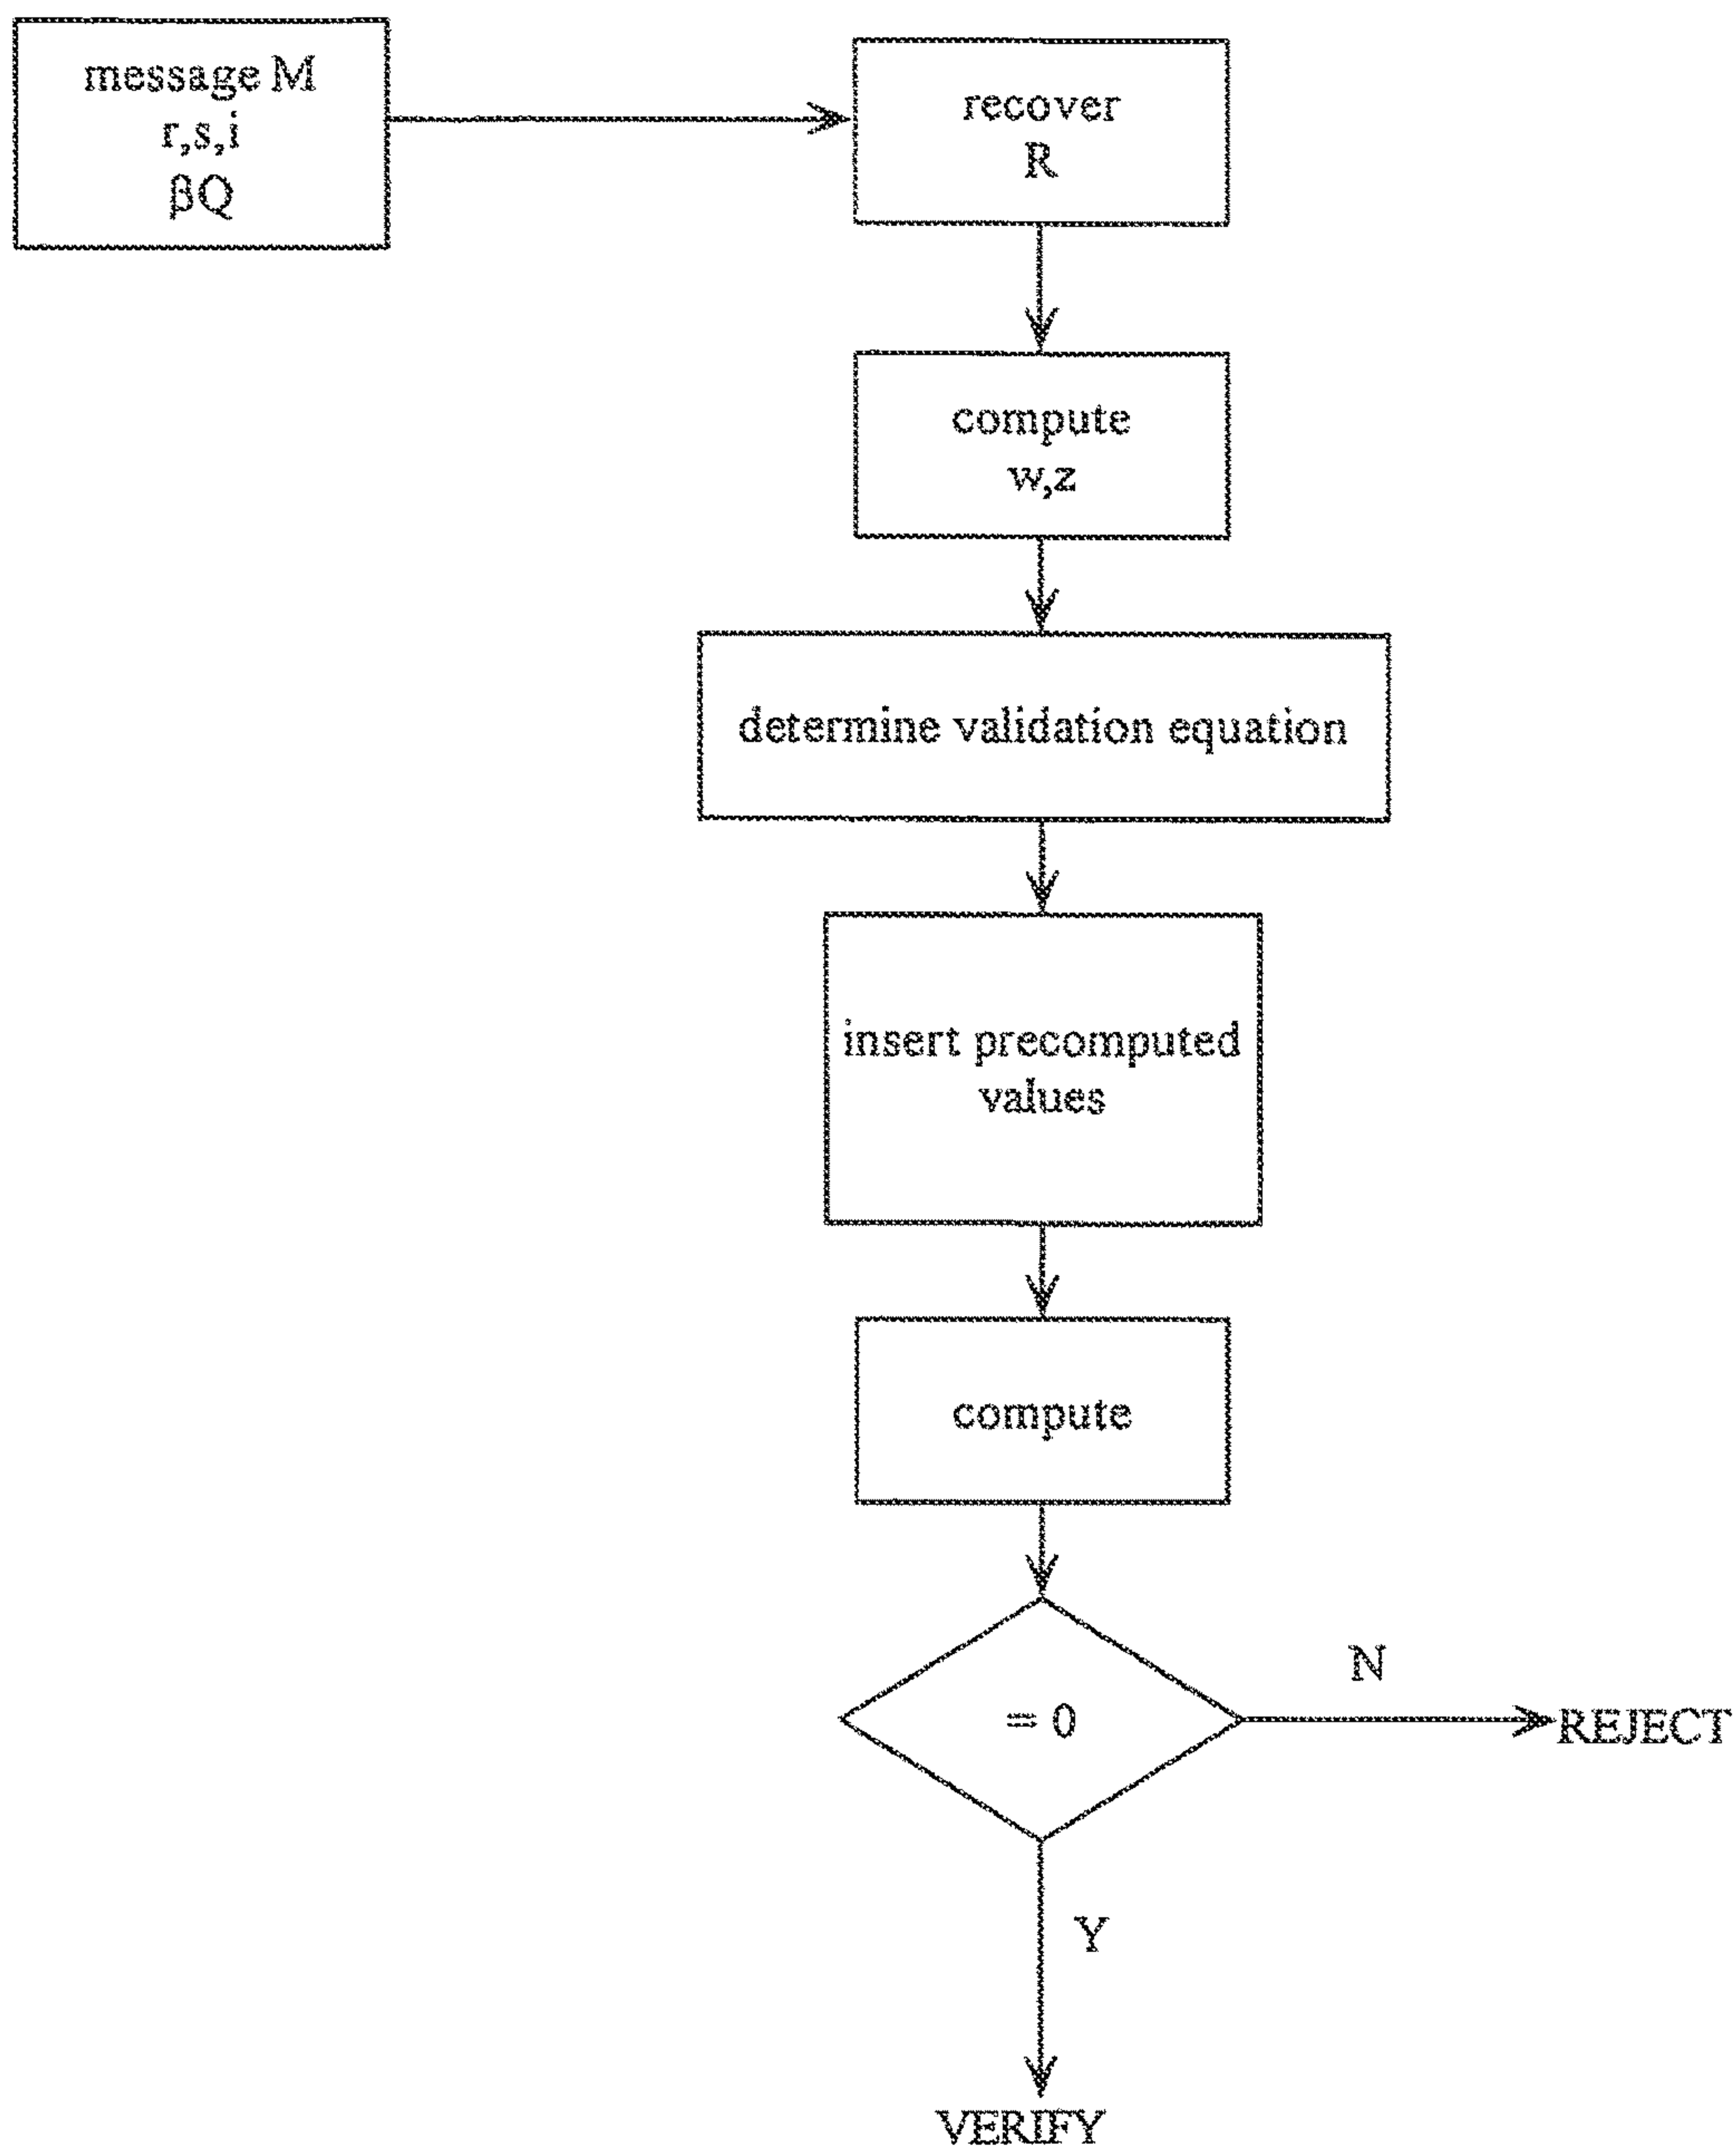 message M
r,s,i
βQ
recover
R
compute
w,z
determine validation equation
insert precomputed
values
compute
= 0
N
REJECT
Y
VERIFY